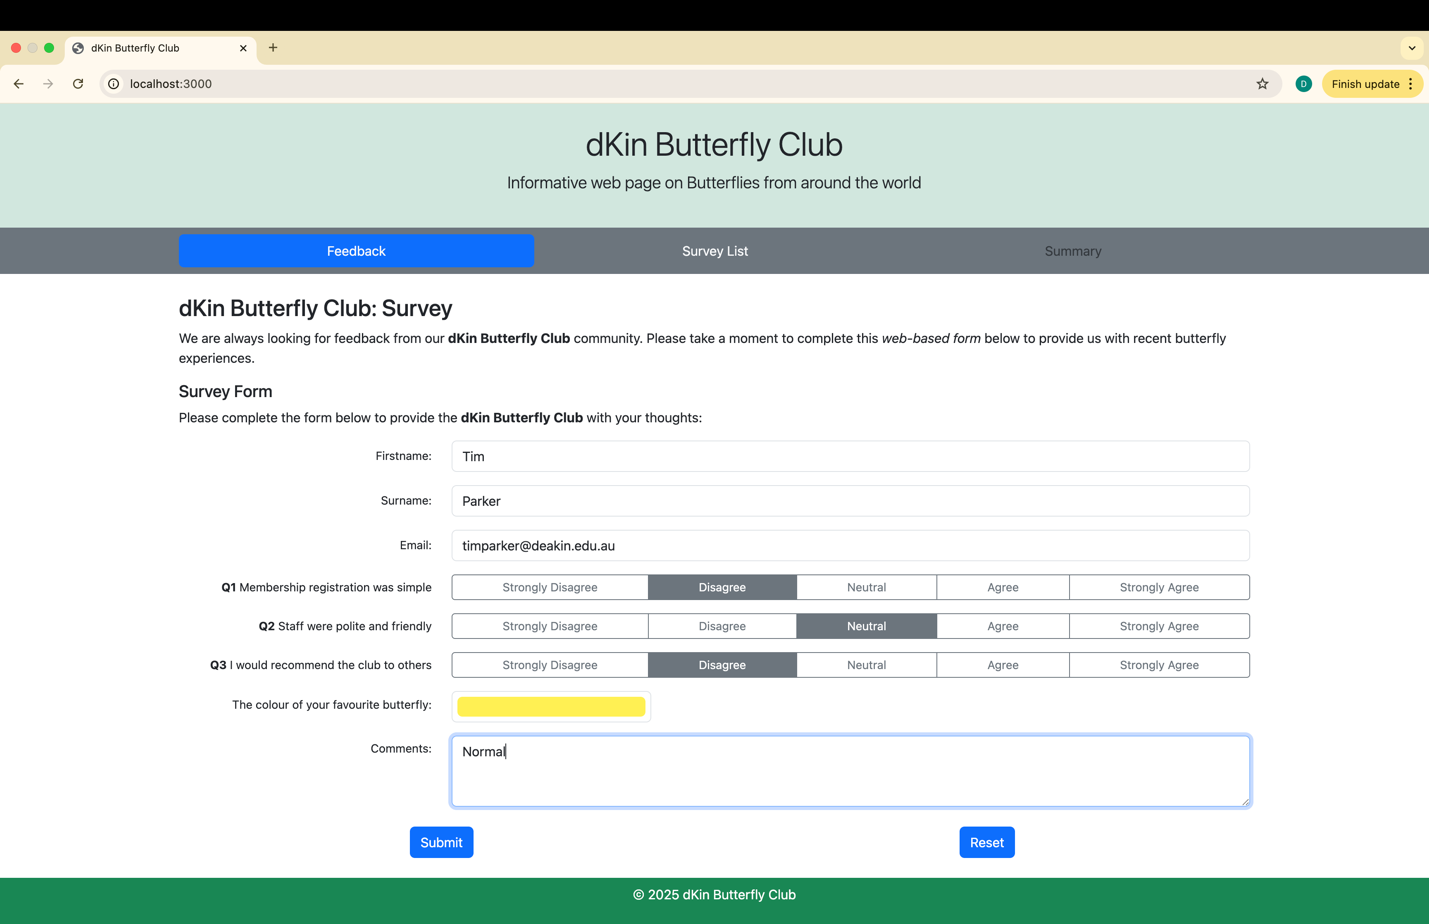 dKin Butterfly Club
localhost:3000
D
Finish update
dKin Butterfly Club
Informative web page on Butterflies from around the world
Feedback Survey List Summary
dKin Butterfly Club: Survey
We are always looking for feedback from our dKin Butterfly Club community. Please take a moment to complete this web-based form below to provide us with recent butterfly
experiences.
Survey Form
Please complete the form below to provide the dKin Butterfly Club with your thoughts:
Firstname: Tim
Surname: Parker
Email: timparker@deakin.edu.au
Q1 Membership registration was simple Strongly Disagree Disagree Neutral Agree Strongly Agree
Q2 Staff were polite and friendly Strongly Disagree Disagree Neutral Agree Strongly Agree
Q3 I would recommend the club to others Strongly Disagree Disagree Neutral Agree Strongly Agree
The colour of your favourite butterfly:
Comments: Normal
Submit Reset
© 2025 dKin Butterfly Club